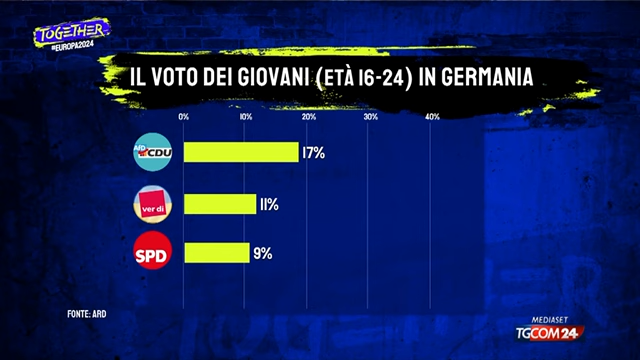 TOGETHER
#EUROPA2024
IL VOTO DEI GIOVANI (ETÀ 16-24) IN GERMANIA
0% 10% 20% 30% 40%
AfD
CDU 17%
ver di 11%
SPD 9%
FONTE: ARD
MEDIASET
TGCOM24